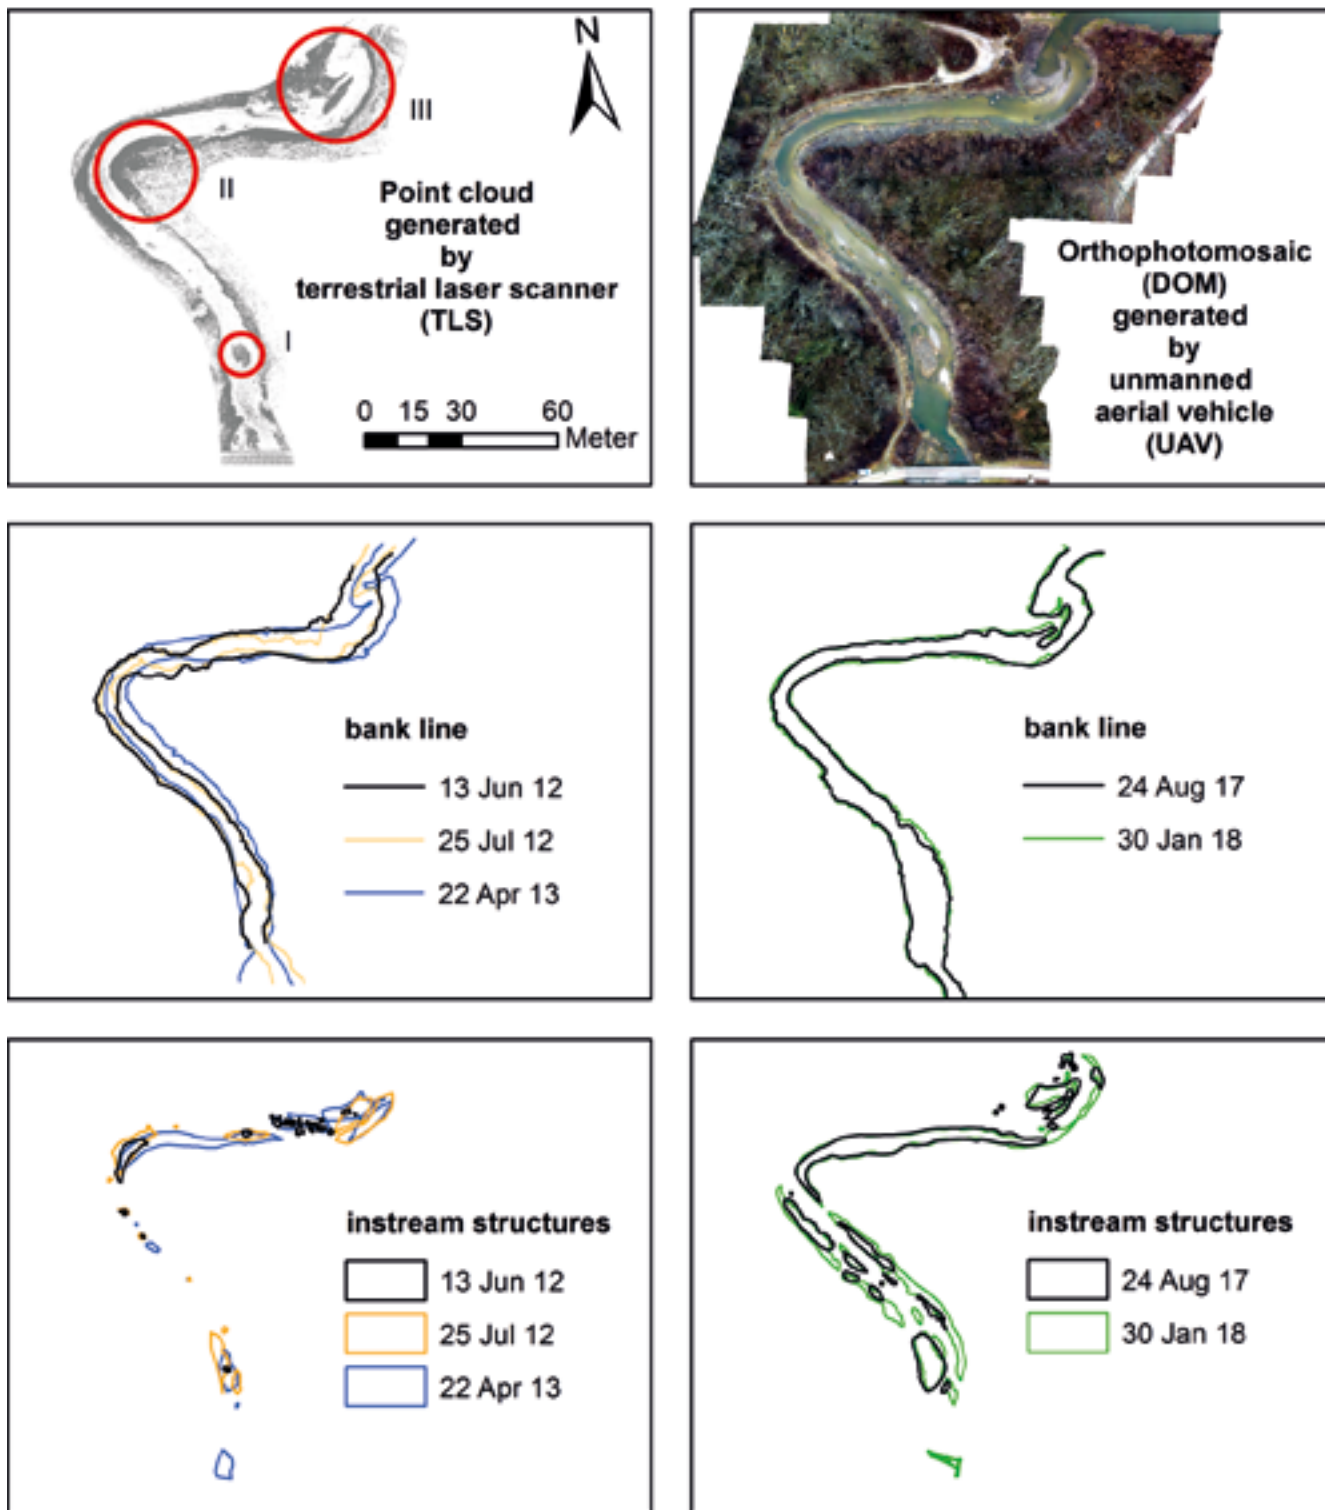 N
III
II
I
Point cloud
generated
by
terrestrial laser scanner
(TLS)
0 15 30 60
Meter
Orthophotomosaic
(DOM)
generated
by
unmanned
aerial vehicle
(UAV)
bank line
13 Jun 12
25 Jul 12
22 Apr 13
bank line
24 Aug 17
30 Jan 18
instream structures
13 Jun 12
25 Jul 12
22 Apr 13
instream structures
24 Aug 17
30 Jan 18